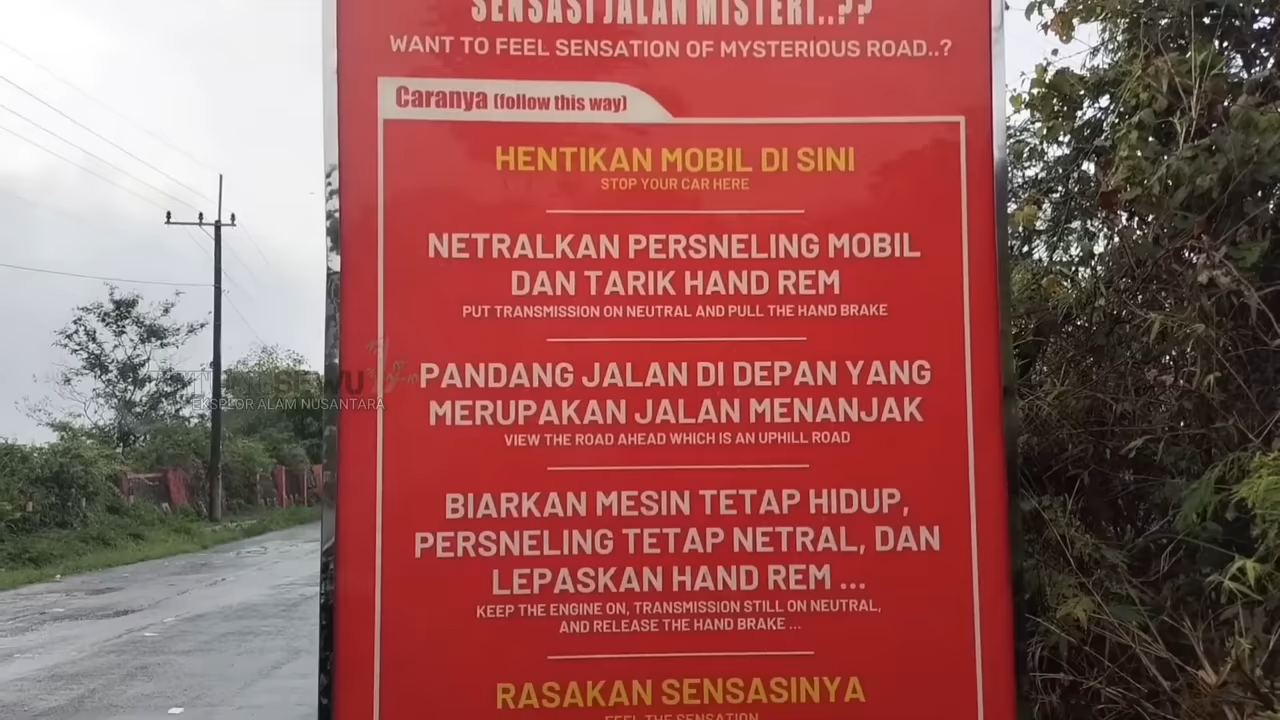 SENSASI JALAN MISTERI..??
WANT TO FEEL SENSATION OF MYSTERIOUS ROAD..?
Caranya (follow this way)
HENTIKAN MOBIL DI SINI
STOP YOUR CAR HERE
NETRALKAN PERSNELING MOBIL
DAN TARIK HAND REM
PUT TRANSMISSION ON NEUTRAL AND PULL THE HAND BRAKE
PANDANG JALAN DI DEPAN YANG
MERUPAKAN JALAN MENANJAK
VIEW THE ROAD AHEAD WHICH IS AN UPHILL ROAD
BIARKAN MESIN TETAP HIDUP,
PERSNELING TETAP NETRAL, DAN
LEPASKAN HAND REM ...
KEEP THE ENGINE ON, TRANSMISSION STILL ON NEUTRAL,
AND RELEASE THE HAND BRAKE ...
RASAKAN SENSASINYA
FEEL THE SENSATION
EKSPLOR ALAM NUSANTARA